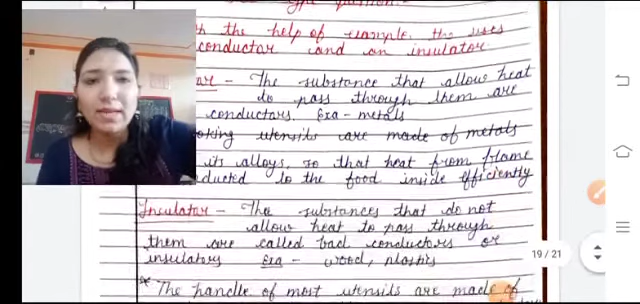 type question.
the help of example, the uses
conductor and an insulator
The substance that allow heat
to pass through them are
conductors. Exa - metals
utensils are made of metals
its alloys, so that heat from flame
to the food inside efficiently
Insulator - The substances that do not
allow heat to pass through
them are called bad conductors or
insulators Exa - wood, plastic
* The handle of most utensils are made of
19 / 21